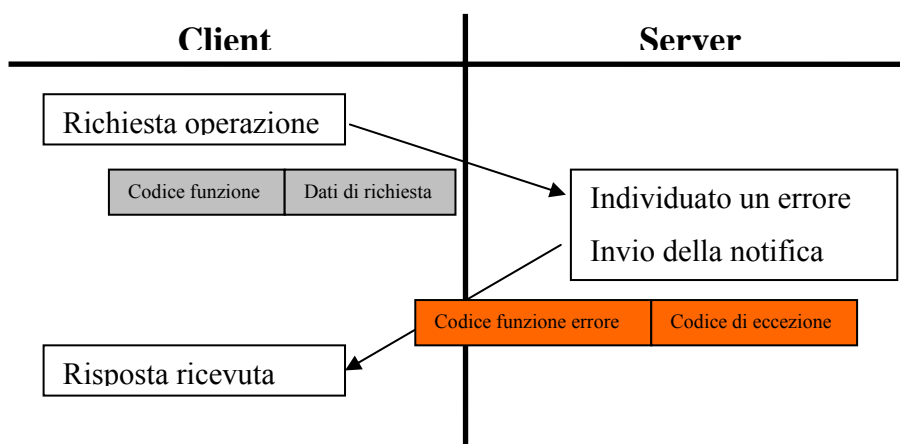 Client
Server
Richiesta operazione
Codice funzione
Dati di richiesta
Individuato un errore
Invio della notifica
Codice funzione errore
Codice di eccezione
Risposta ricevuta